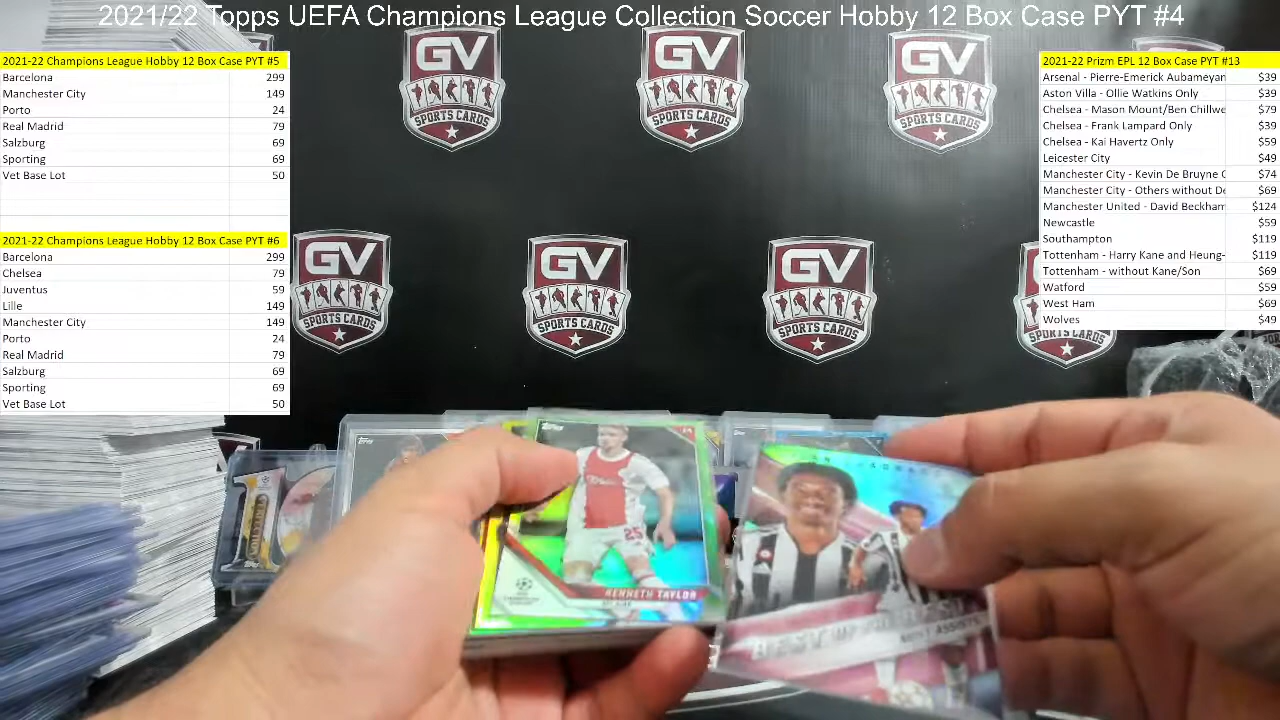 2021/22 Topps UEFA Champions League Collection Soccer Hobby 12 Box Case PYT #4
2021-22 Champions League Hobby 12 Box Case PYT #5
Barcelona 299
Manchester City 149
Porto 24
Real Madrid 79
Salzburg 69
Sporting 69
Vet Base Lot 50
2021-22 Champions League Hobby 12 Box Case PYT #6
Barcelona 299
Chelsea 79
Juventus 59
Lille 149
Manchester City 149
Porto 24
Real Madrid 79
Salzburg 69
Sporting 69
Vet Base Lot 50
2021-22 Prizm EPL 12 Box Case PYT #13
Arsenal - Pierre-Emerick Aubameyan $39
Aston Villa - Ollie Watkins Only $39
Chelsea - Mason Mount/Ben Chillwe $79
Chelsea - Frank Lampard Only $39
Chelsea - Kai Havertz Only $59
Leicester City $49
Manchester City - Kevin De Bruyne $74
Manchester City - Others without De $69
Manchester United - David Beckham $124
Newcastle $59
Southampton $119
Tottenham - Harry Kane and Heung- $119
Tottenham - without Kane/Son $69
Watford $59
West Ham $69
Wolves $49
GV
SPORTS CARDS
GV
SPORTS CARDS
GV
SPORTS CARDS
GV
SPORTS CARDS
GV
SPORTS CARDS
GV
SPORTS CARDS
SPORTS CARDS
topps
25
KENNETH TAYLOR
MOST ASSISTS